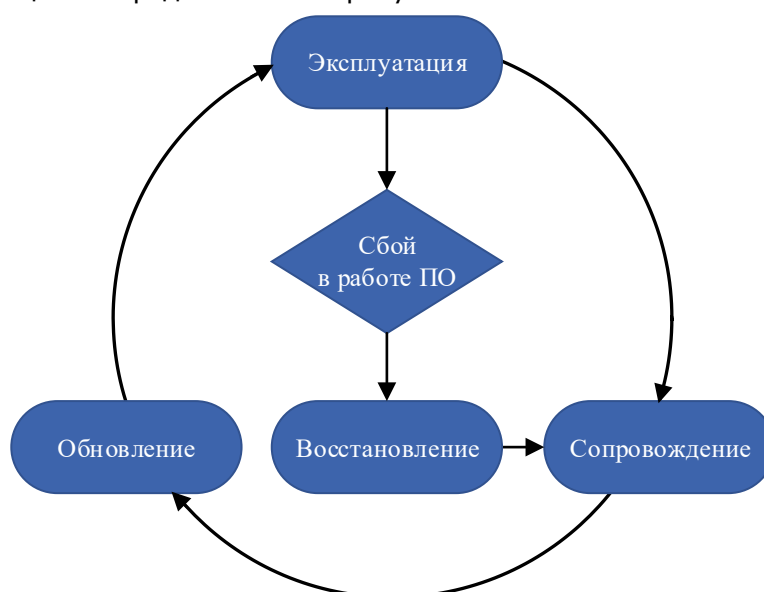 Эксплуатация
Сбой
в работе ПО
Обновление
Восстановление
Сопровождение